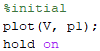 %initial
plot(V, p1);
hold on